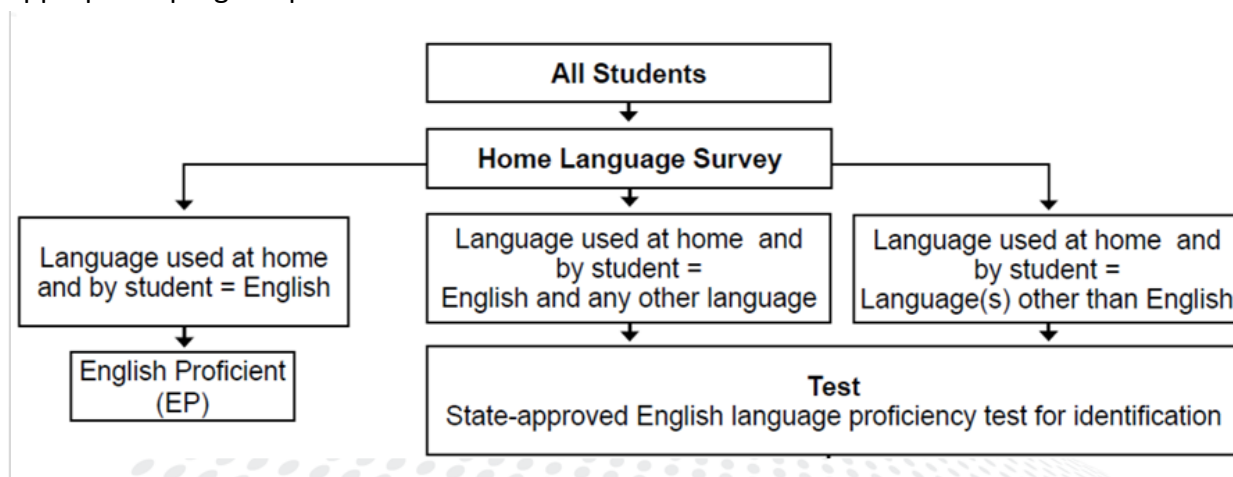 All Students
Home Language Survey
Language used at home
and by student = English
Language used at home and
by student =
English and any other language
Language used at home and
by student =
Language(s) other than English
English Proficient
(EP)
Test
State-approved English language proficiency test for identification